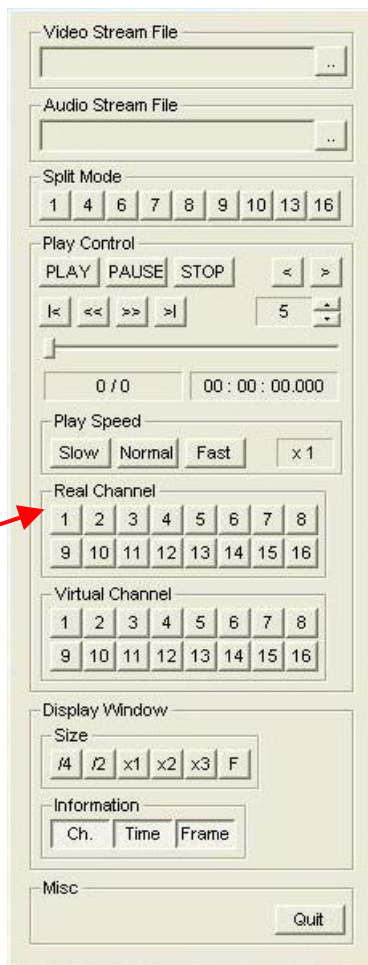 Video Stream File
..
Audio Stream File
..
Split Mode
1 4 6 7 8 9 10 13 16
Play Control
PLAY PAUSE STOP < >
|< << >> >| 5
0 / 0 00 : 00 : 00.000
Play Speed
Slow Normal Fast x 1
Real Channel
1 2 3 4 5 6 7 8
9 10 11 12 13 14 15 16
Virtual Channel
1 2 3 4 5 6 7 8
9 10 11 12 13 14 15 16
Display Window
Size
/4 /2 x1 x2 x3 F
Information
Ch. Time Frame
Misc
Quit